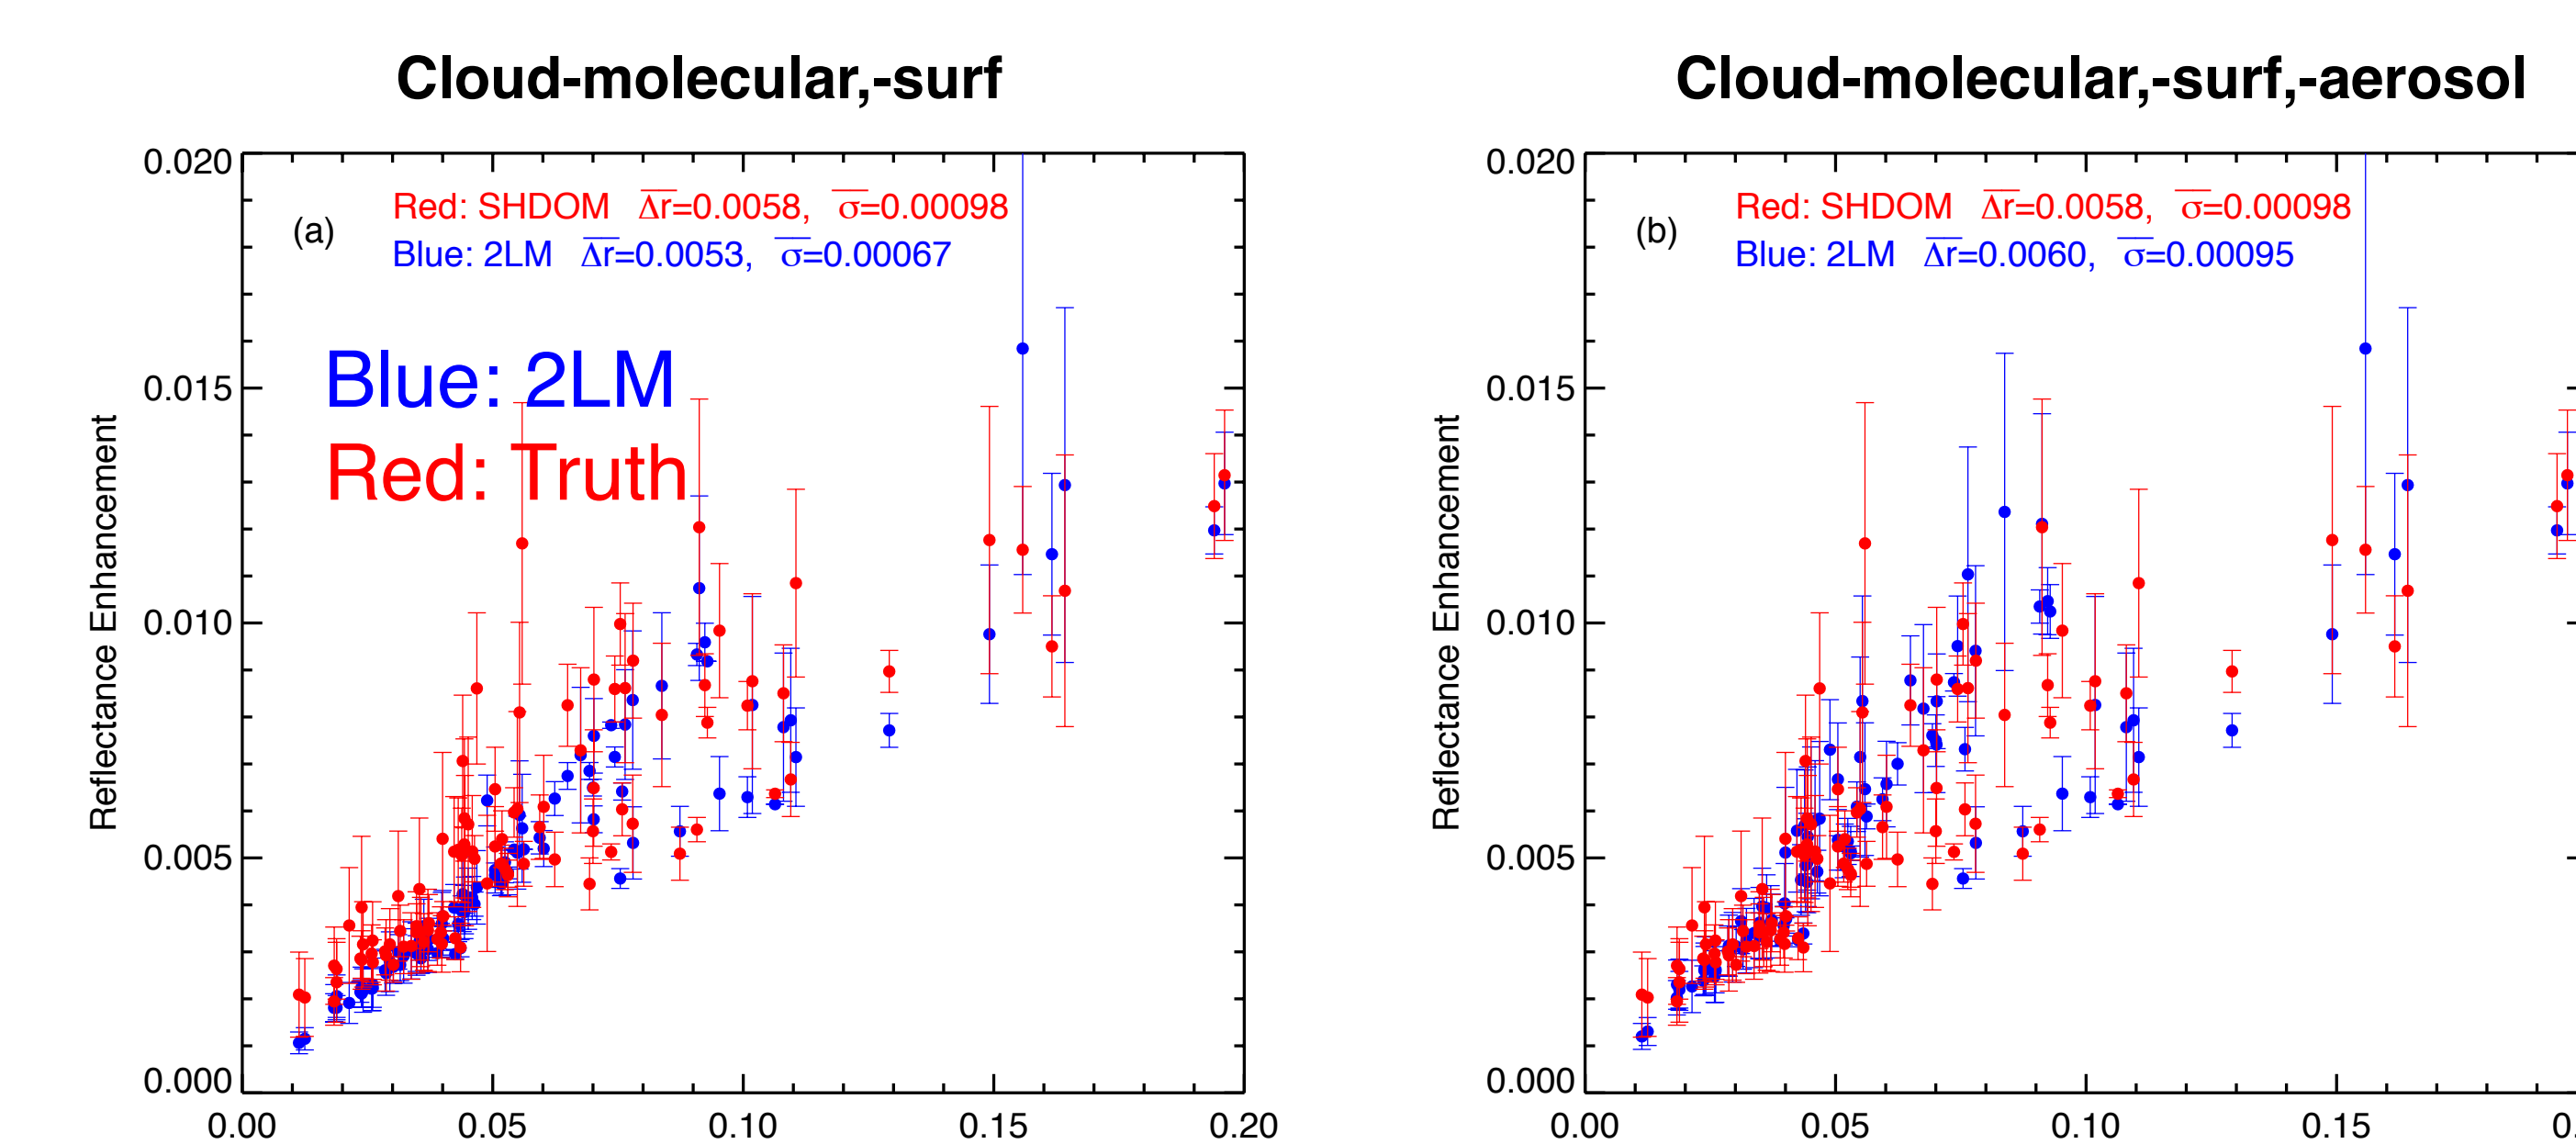 Cloud-molecular,-surf
0.020
0.015
0.010
0.005
0.000
Reflectance Enhancement
(a)
Red: SHDOM Δr=0.0058, σ=0.00098
Blue: 2LM Δr=0.0053, σ=0.00067
Blue: 2LM
Red: Truth
0.00 0.05 0.10 0.15 0.20
Cloud-molecular,-surf,-aerosol
0.020
0.015
0.010
0.005
0.000
Reflectance Enhancement
(b)
Red: SHDOM Δr=0.0058, σ=0.00098
Blue: 2LM Δr=0.0060, σ=0.00095
0.00 0.05 0.10 0.15